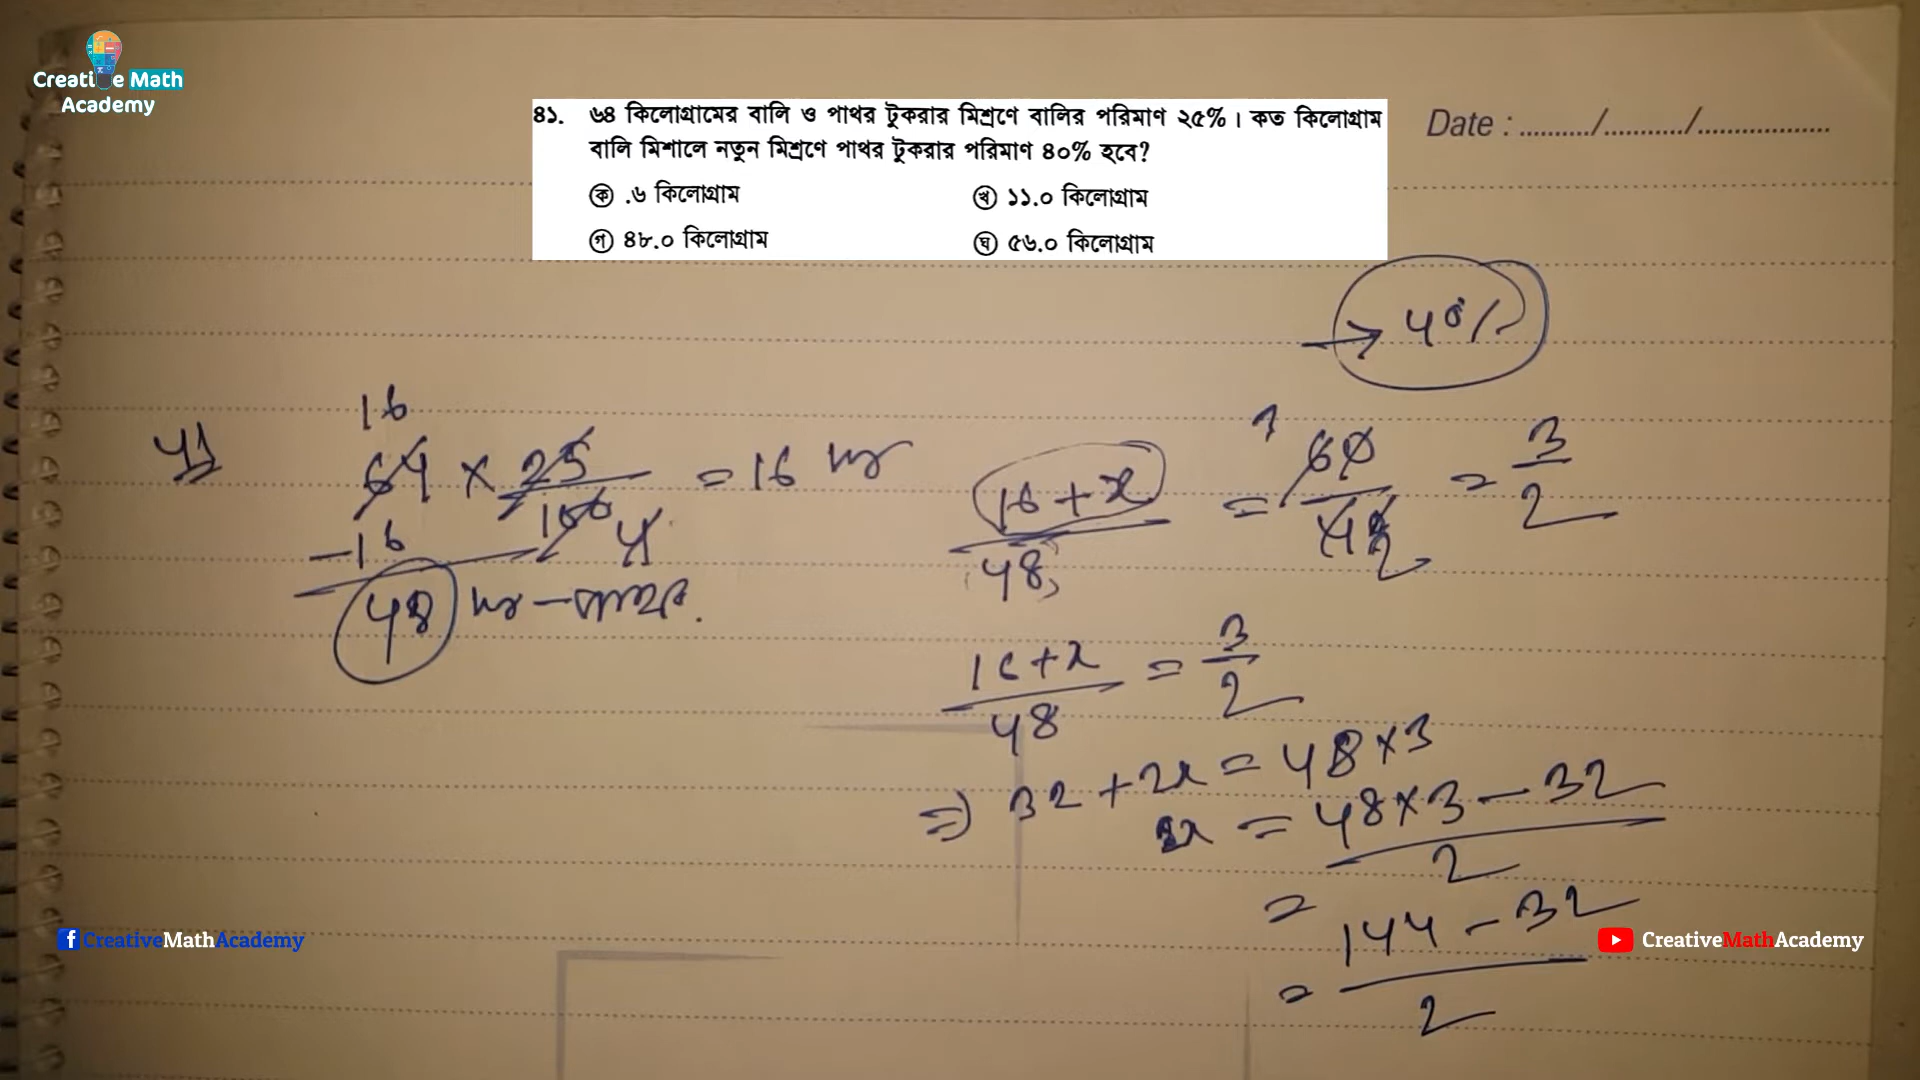 Creative Math
Academy
৪১. ৬৪ কিলোগ্রামের বালি ও পাথর টুকরার মিশ্রণে বালির পরিমাণ ২৫%। কত কিলোগ্রাম
বালি মিশালে নতুন মিশ্রণে পাথর টুকরার পরিমাণ ৪০% হবে?
ক .৬ কিলোগ্রাম
খ ১১.০ কিলোগ্রাম
গ ৪৮.০ কিলোগ্রাম
ঘ ৫৬.০ কিলোগ্রাম
Date : ........../.........../.................
→ 40%
16
41) 64 × 25/100 4 = 16
-16
48
16+x/48 = 60/40 2 = 3/2
16+x/48 = 3/2
⇒) 32 + 2x = 48×3
x = 48×3 - 32/2
=
= 144 - 32/2
CreativeMathAcademy
CreativeMathAcademy